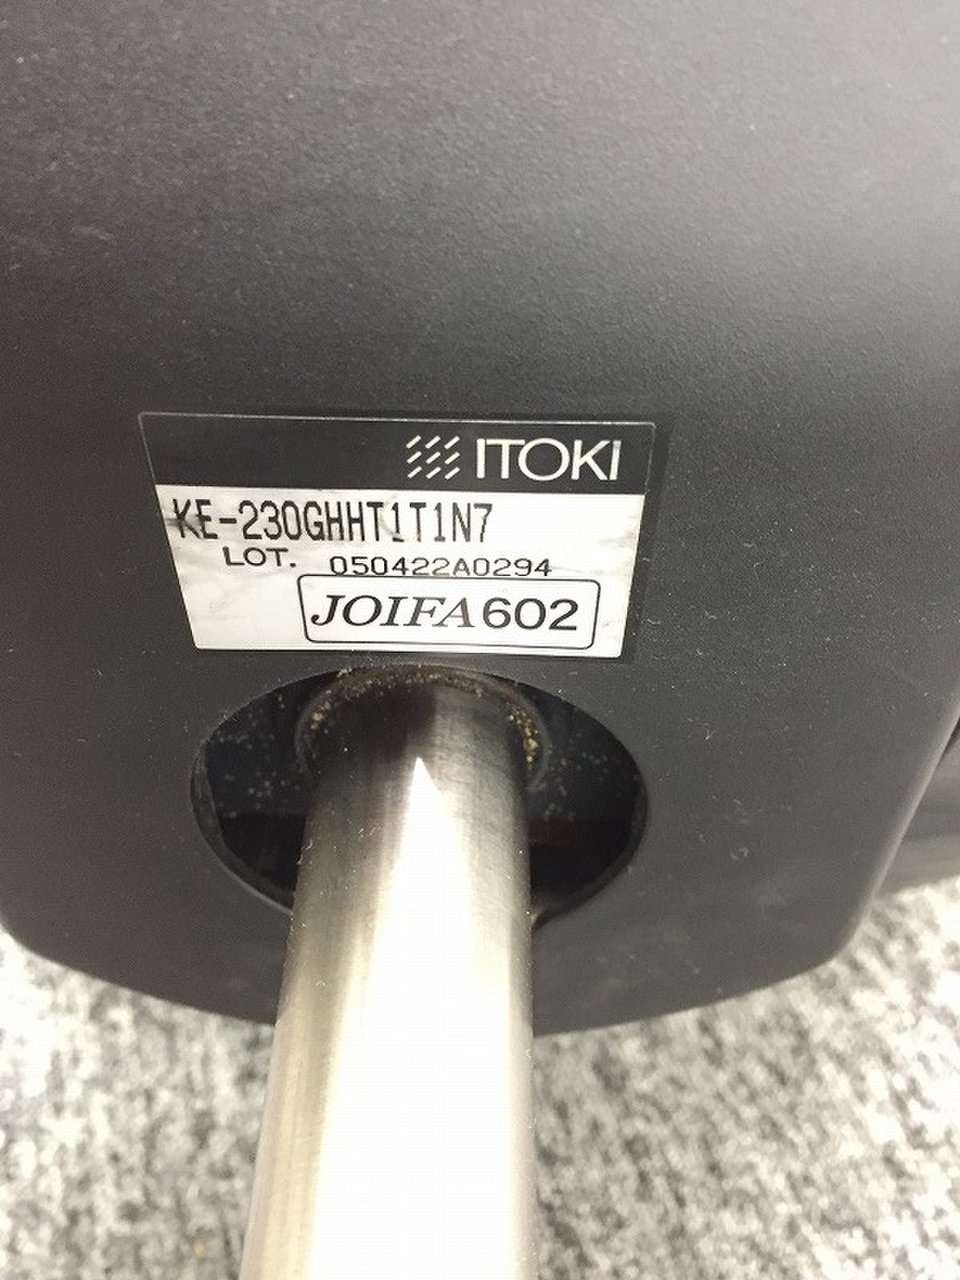 ITOKI
KE-230GHHT1T1N7
LOT. 050422A0294
JOIFA602